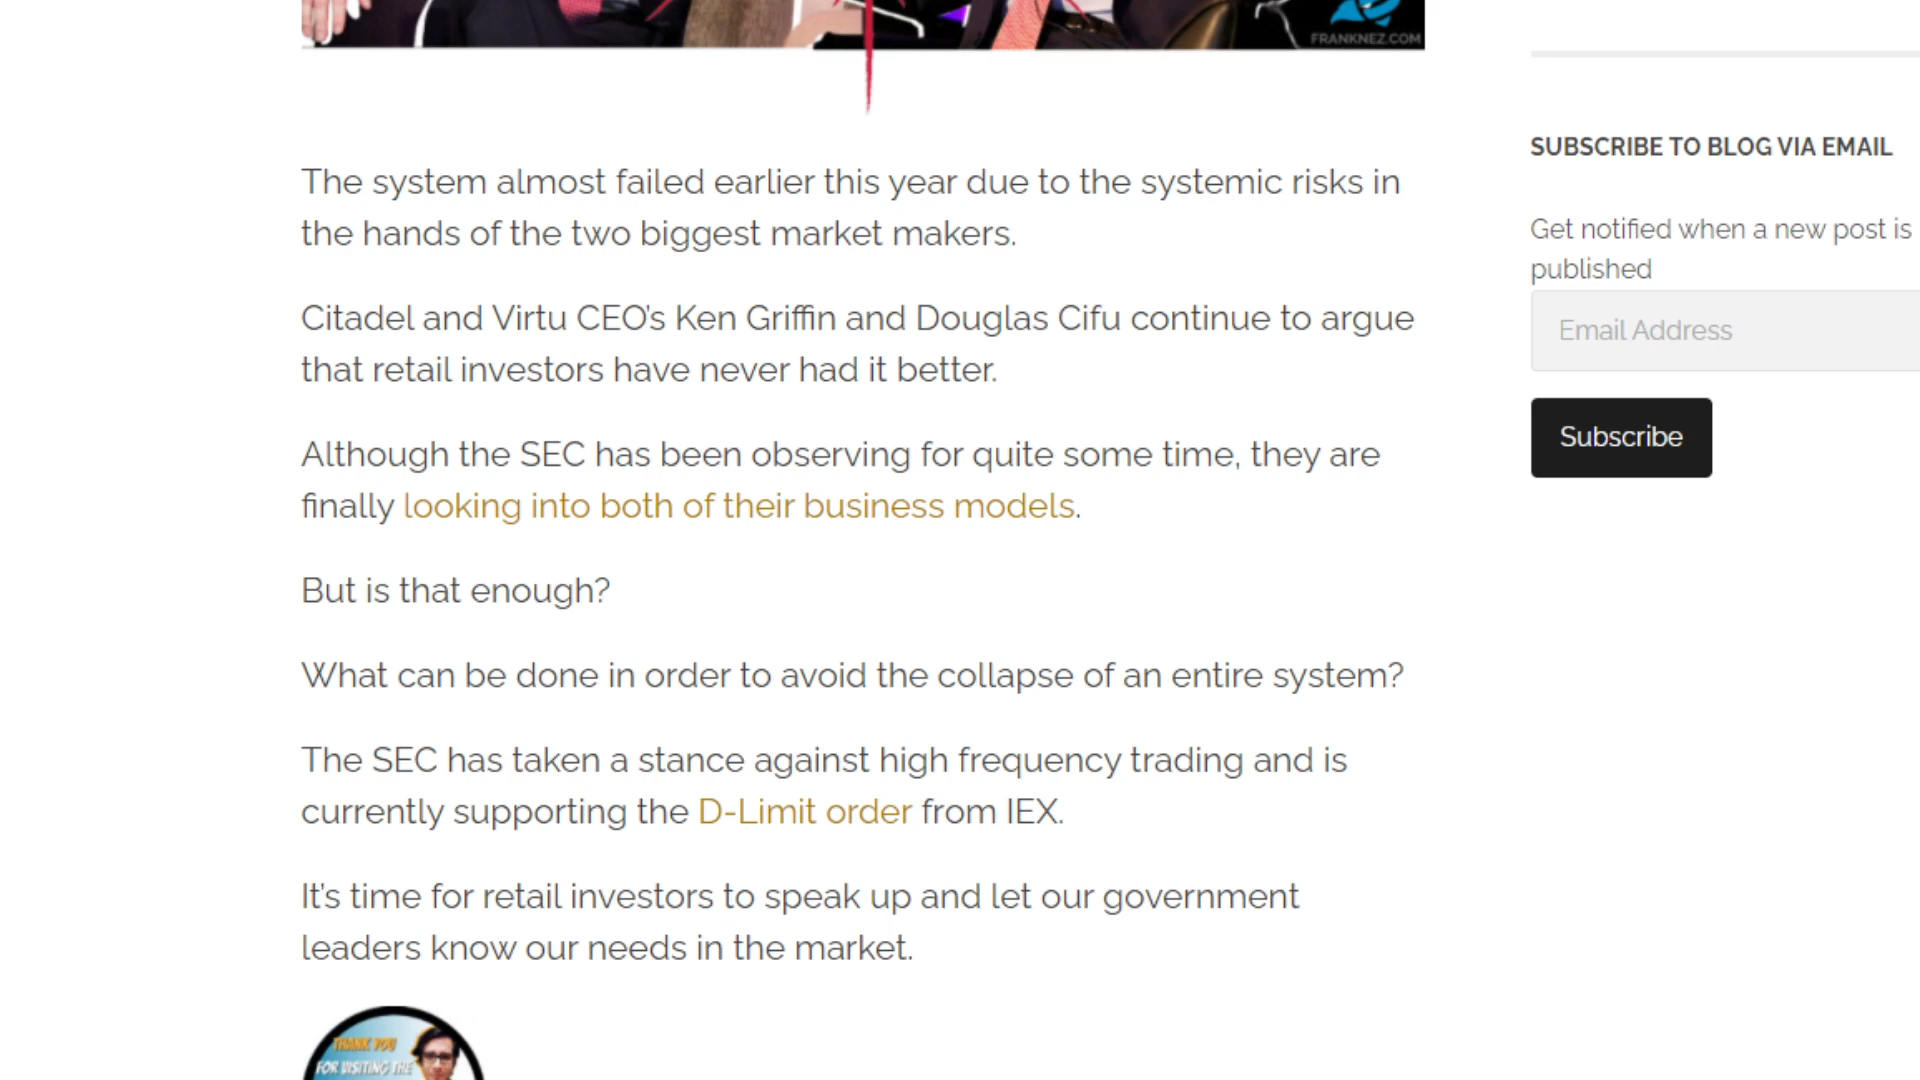 FRANKNEZ.COM
The system almost failed earlier this year due to the systemic risks in
the hands of the two biggest market makers.
Citadel and Virtu CEO's Ken Griffin and Douglas Cifu continue to argue
that retail investors have never had it better.
Although the SEC has been observing for quite some time, they are
finally looking into both of their business models.
But is that enough?
What can be done in order to avoid the collapse of an entire system?
The SEC has taken a stance against high frequency trading and is
currently supporting the D-Limit order from IEX.
It's time for retail investors to speak up and let our government
leaders know our needs in the market.
THANK YOU
FOR VISITING THE
SUBSCRIBE TO BLOG VIA EMAIL
Get notified when a new post is
published
Email Address
Subscribe